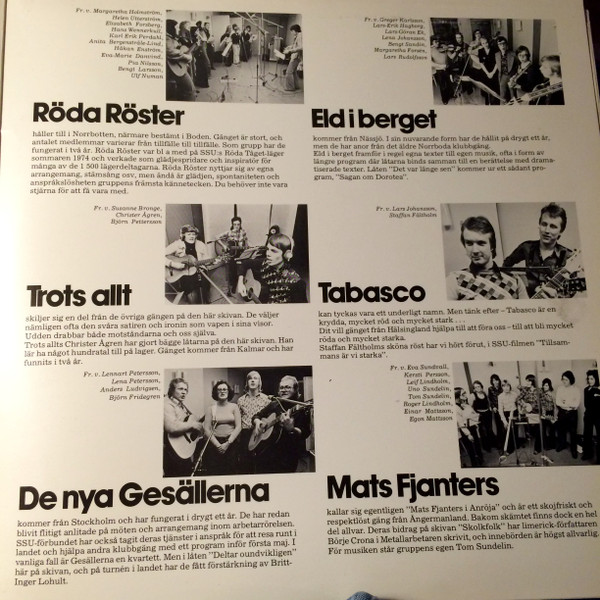 Fr. v. Margaretha Holmström,
Helen Utterström,
Elizabeth Forsberg,
Hans Wennerkull,
Karl Erik Perdahl,
Anita Bergenstråle-Lind,
Håkan Enström,
Eva-Marie Danevad,
Pia Nilsson,
Bengt Larsson,
Ulf Numan
Röda Röster
håller till i Norrbotten, närmare bestämt i Boden. Gänget är stort, och
antalet medlemmar varierar från tillfälle till tillfälle. Som grupp har de
fungerat i två år. Röda Röster var bl a med på SSU:s Röda Tåget-läger
sommaren 1974 och verkade som glädjespridare och inspiratör för
många av de 1 500 lägerdeltagarna. Röda Röster nyttjar sig av egna
arrangemang, stämsång osv, men ändå är glädjen, spontaniteten och
anspråkslösheten gruppens främsta kännetecken. Du behöver inte vara
stjärna för att få vara med.
Fr. v. Greger Karlsson,
Lars-Erik Hagberg,
Lars-Göran Ek,
Lena Johansson,
Bengt Sundin,
Margaretha Forsén,
Lars Rudolfsson
Eld i berget
kommer från Nässjö. I sin nuvarande form har de hållit på drygt ett år,
men de har anor från det äldre Norrboda klubbgäng.
Eld i berget framför i regel egna texter till egen musik, ofta i form av
längre program där låtarna binds samman till en berättelse med drama-
tiserade texter. Låten ”Det var länge sen” kommer ur ett sådant pro-
gram, ”Sagan om Dorotea”.
Fr. v. Susanne Bronge,
Christer Ågren,
Björn Pettersson
Trots allt
skiljer sig en del från de övriga gängen på den här skivan. De väljer
nämligen ofta den svåra satiren och ironin som vapen i sina visor.
Udden drabbar både motståndarna och oss själva.
Trots allts Christer Ågren har gjort bägge låtarna på den här skivan. Han
lär ha något hundratal till på lager. Gänget kommer från Kalmar och har
funnits i två år.
Fr. v. Lars Johansson,
Staffan Fältholm
Tabasco
kan tyckas vara ett underligt namn. Men tänk efter – Tabasco är en
krydda, mycket röd och mycket stark . . .
Dit vill gänget från Hälsingland hjälpa till att föra oss – till att bli mycket
röda och mycket starka.
Staffan Fältholms sköna röst har vi hört förut, i SSU-filmen ”Tillsam-
mans är vi starka”.
Fr. v. Lennart Petersson,
Lena Petersson,
Anders Ludvigsen,
Björn Fridegren
De nya Gesällerna
kommer från Stockholm och har fungerat i drygt ett år. De har redan
blivit flitigt anlitade på möten och arrangemang inom arbetarrörelsen.
SSU-förbundet har också tagit deras tjänster i anspråk för att resa runt i
landet och hjälpa andra klubbgäng med ett program inför första maj. I
vanliga fall är Gesällerna en kvartett. Men i låten ”Deltar oundvikligen”
här på skivan, och på turnén i landet har de fått förstärkning av Britt-
Inger Lohult.
Fr. v. Eva Sundvall,
Kersti Persson,
Leif Lindholm,
Uno Sundelin,
Tom Sundelin,
Roger Lindholm,
Einar Mattsson,
Egon Mattsson
Mats Fjanters
kallar sig egentligen ”Mats Fjanters i Anröja” och är ett skojfriskt och
respektlöst gäng från Ångermanland. Bakom skämtet finns dock en hel
del allvar. Deras bidrag på skivan ”Skolkfolk” har limerick-författaren
Börje Crona i Metallarbetaren skrivit, och innebörden är högst allvarlig.
För musiken står gruppens egen Tom Sundelin.